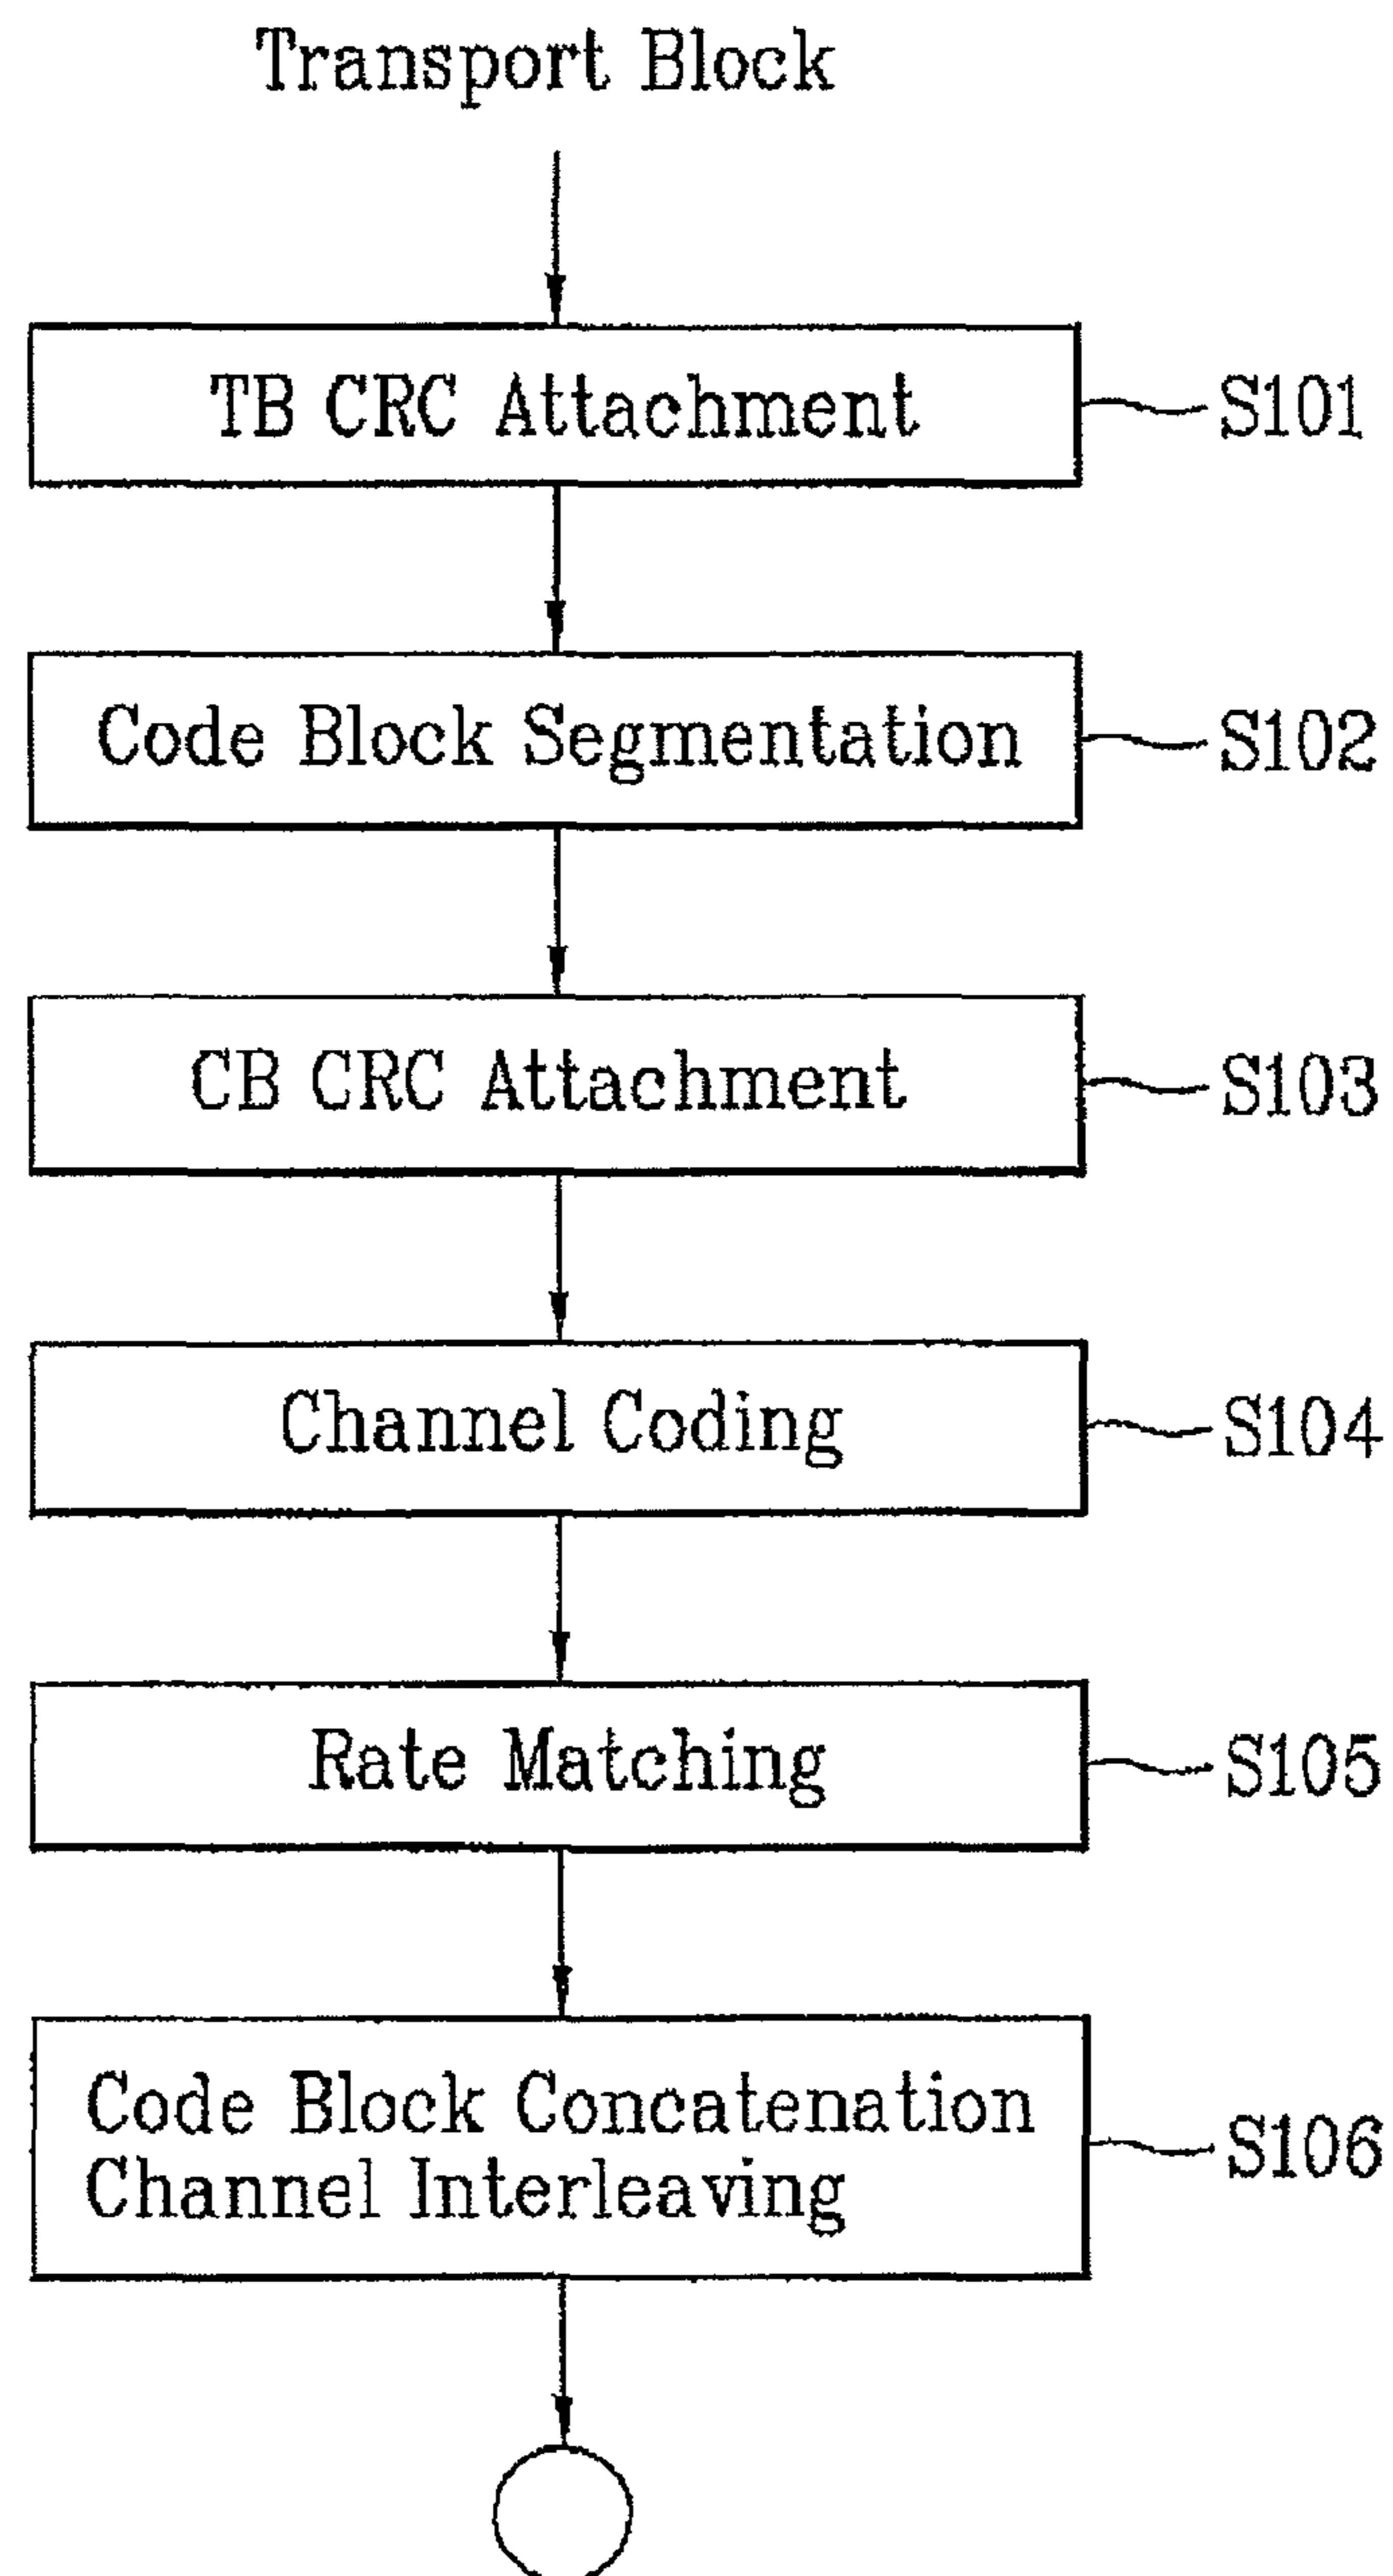 Transport Block
TB CRC Attachment
S101
Code Block Segmentation
S102
CB CRC Attachment
S103
Channel Coding
S104
Rate Matching
S105
Code Block Concatenation
Channel Interleaving
S106